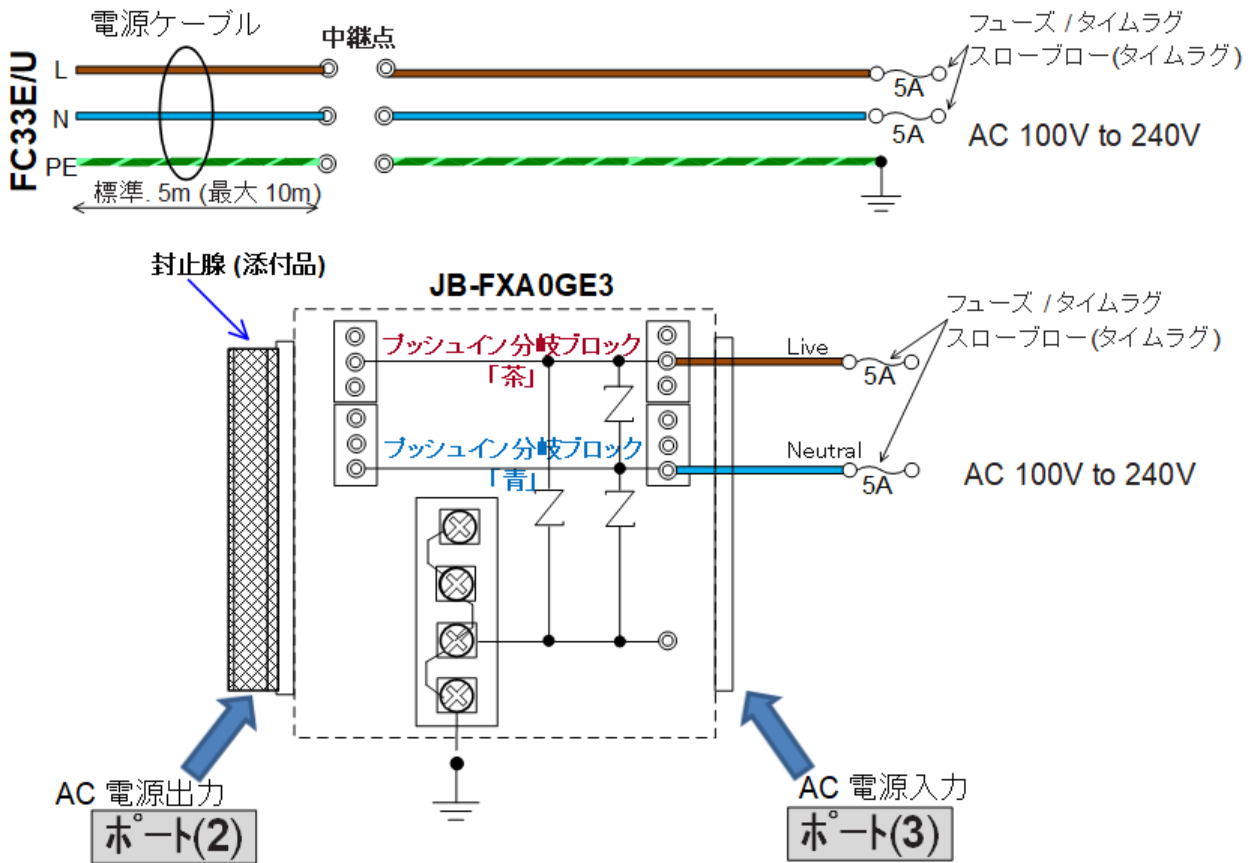 電源ケーブル
中継点
フューズ / タイムラグ
スローブロー(タイムラグ)
FC33E/U
L
5A
N
5A
AC 100V to 240V
PE
標準. 5m (最大 10m)
封止腺 (添付品)
JB-FXA0GE3
フューズ / タイムラグ
スローブロー(タイムラグ)
プッシュイン分岐ブロック
「茶」
Live
5A
プッシュイン分岐ブロック
「青」
Neutral
5A
AC 100V to 240V
AC 電源出力
ポート(2)
AC 電源入力
ポート(3)